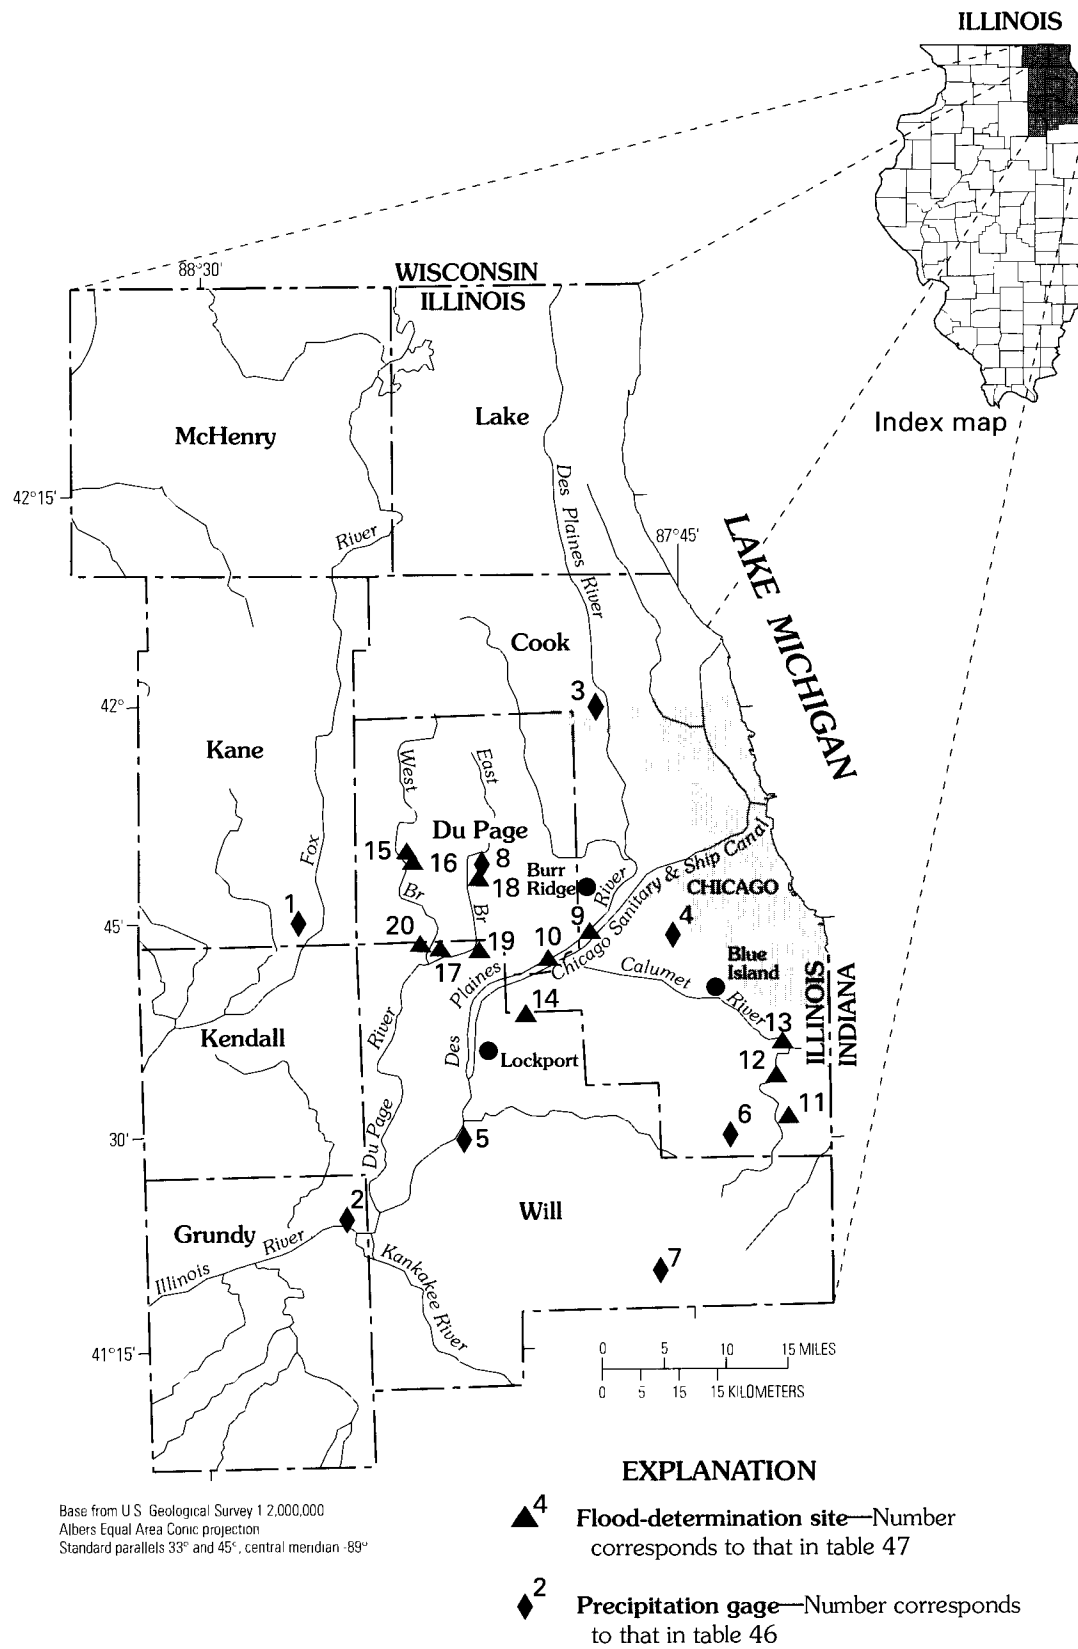 ILLINOIS
Index map
88°30'
WISCONSIN
ILLINOIS
McHenry
Lake
42°15'
River
Des Plaines River
87°45'
LAKE MICHIGAN
Cook
3
42°
Kane
West
East
Du Page
15
16
8
18
Burr
Ridge
Br
Br
River
Chicago Sanitary & Ship Canal
CHICAGO
Fox
1
45'
20
17
19
10
9
4
Blue
Island
Plaines
Calumet
River
ILLINOIS
INDIANA
14
13
Kendall
River
Des
Lockport
12
11
30'
Du Page
5
6
2
Will
Grundy
Illinois
River
Kankakee River
7
41°15'
0 5 10 15 MILES
0 5 15 15 KILOMETERS
EXPLANATION
Base from U S Geological Survey 1 2,000,000
Albers Equal Area Conic projection
Standard parallels 33° and 45°, central meridian -89°
4 Flood-determination site—Number
corresponds to that in table 47
2 Precipitation gage—Number corresponds
to that in table 46